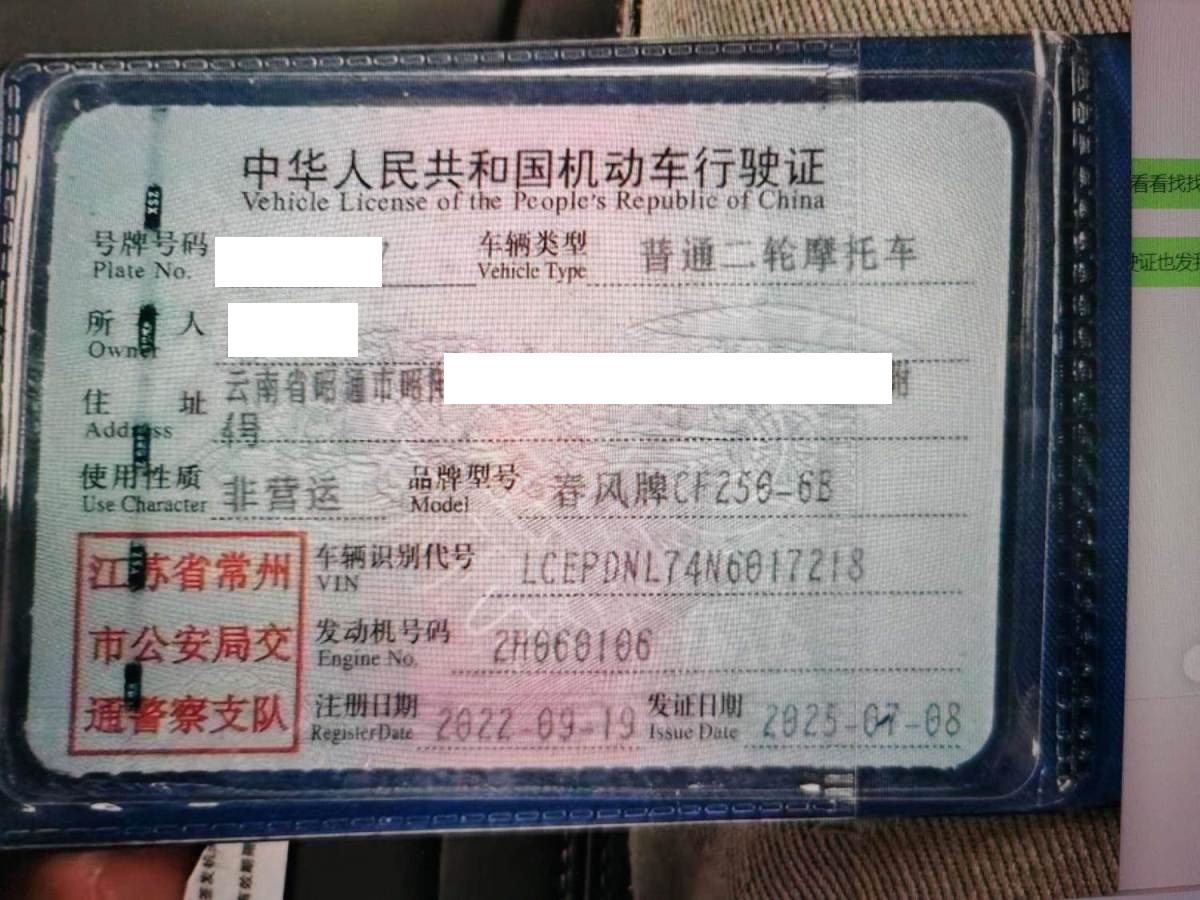 中华人民共和国机动车行驶证
Vehicle License of the People's Republic of China
号牌号码 车辆类型 普通二轮摩托车
Plate No. Vehicle Type
所 人
Owner
住 址 云南省昭通市昭
Address 4号
使用性质 非营运 品牌型号 春风牌CF250-6B
Use Character Model
江苏省常州 车辆识别代号 LCEPDNL74N6017218
VIN
市公安局交 发动机号码 2H060106
Engine No.
通警察支队 注册日期 2022-09-19 发证日期 2025-07-08
Register Date Issue Date
看看找找
驶证也发我